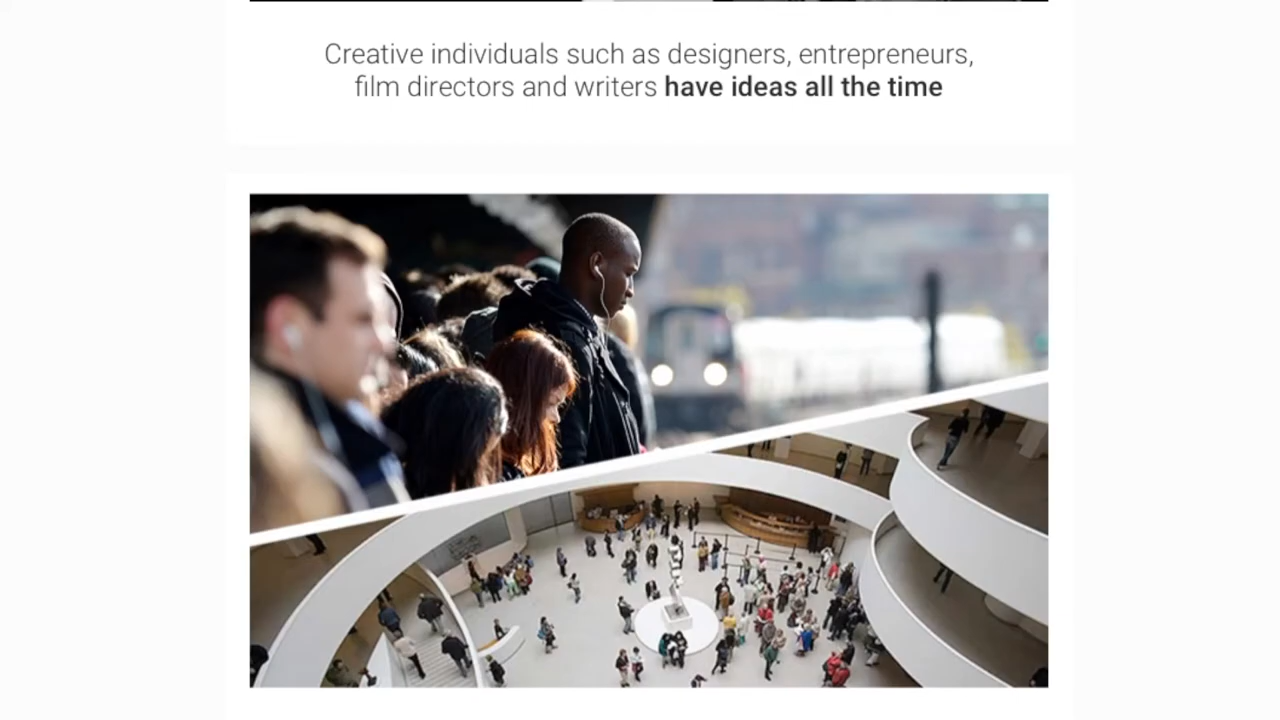 Creative individuals such as designers, entrepreneurs,
film directors and writers have ideas all the time